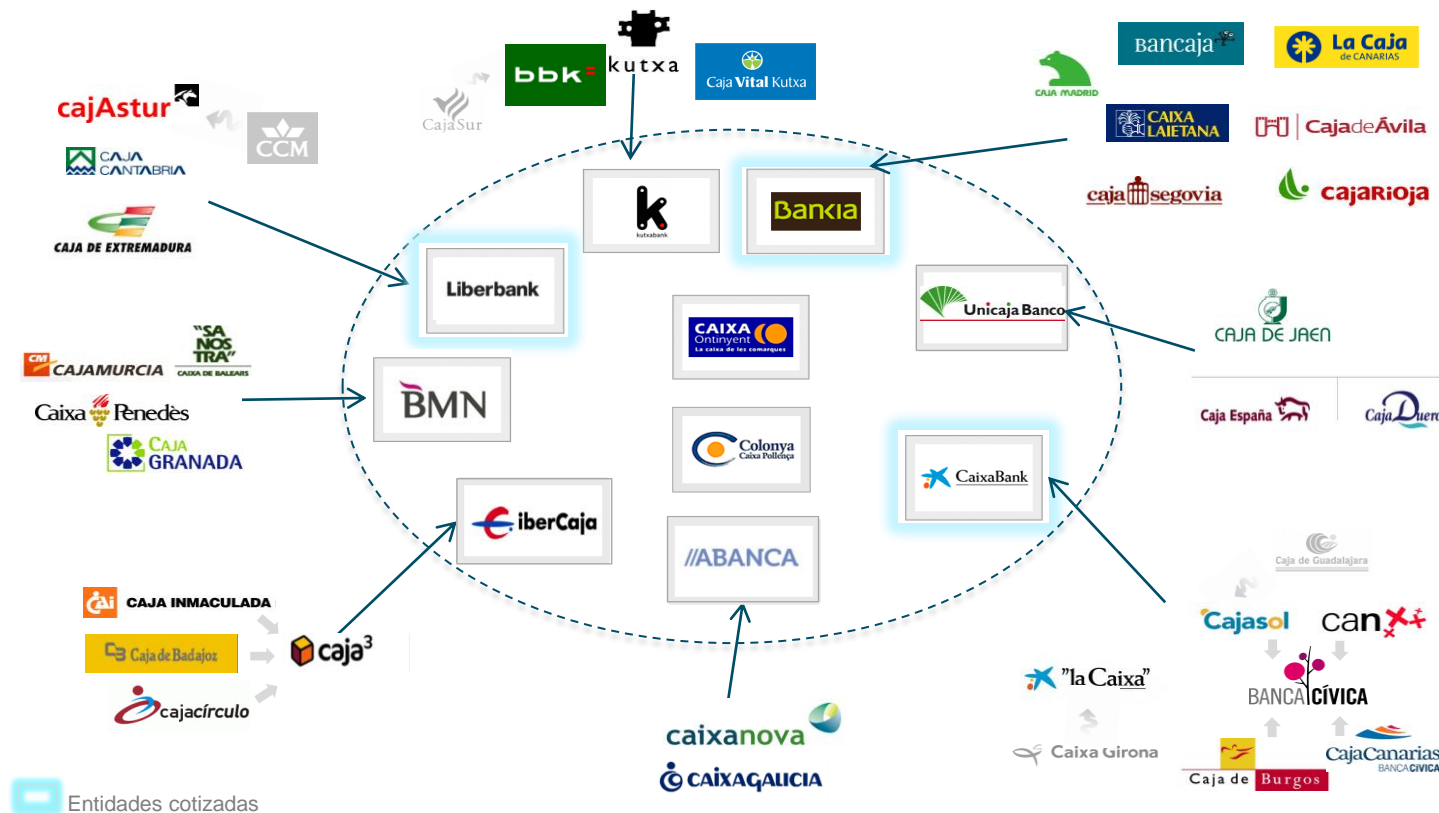 cajAstur
CCM
CAJA
CANTABRIA
CAJA DE EXTREMADURA
CajaSur
bbk=
kutxa
Caja Vital Kutxa
CAJA MADRID
Bancaja
La Caja
de CANARIAS
CAIXA
LAIETANA
CajadeÁvila
caja segovia
cajaRioja
k
kutxabank
Bankia
Liberbank
CAIXA
Ontinyent
La caixa de les comarques
Unicaja Banco
CAJA DE JAEN
Caja España
CajaDuero
CM
CAJAMURCIA
"SA
NOSTRA"
CAIXA DE BALEARS
Caixa Penedès
CAJA
GRANADA
BMN
Colonya
Caixa Pollença
CaixaBank
iberCaja
//ABANCA
Caja de Guadalajara
Cajasol
can
BANCA CÍVICA
Caja de Burgos
CajaCanarias
BANCA CÍVICA
cai
CAJA INMACULADA
Caja de Badajoz
cajacírculo
caja³
caixanova
CAIXAGALICIA
"la Caixa"
Caixa Girona
Entidades cotizadas